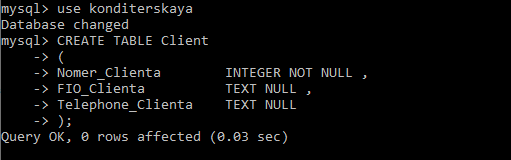 mysql> use konditerskaya
Database changed
mysql> CREATE TABLE Client
    -> (
    -> Nomer_Clienta        INTEGER NOT NULL ,
    -> FIO_Clienta          TEXT NULL ,
    -> Telephone_Clienta    TEXT NULL
    -> );
Query OK, 0 rows affected (0.03 sec)